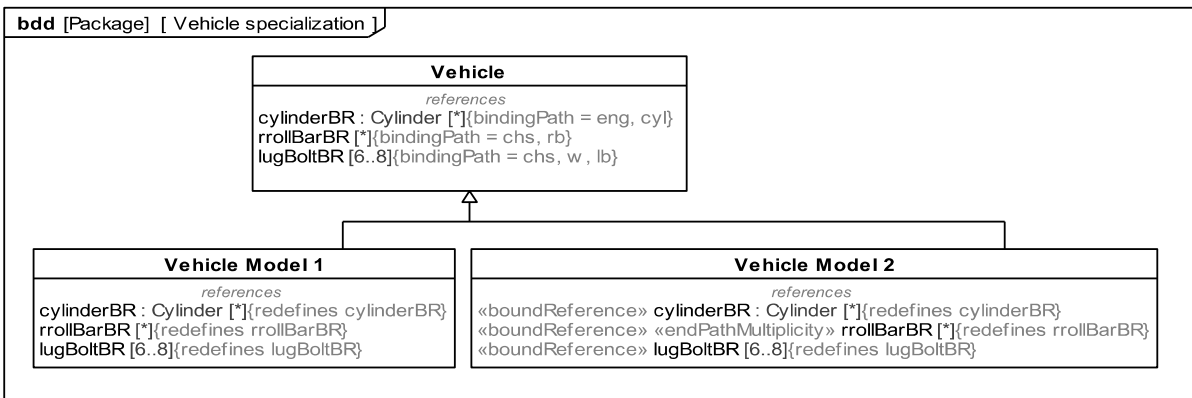 bdd [Package] [ Vehicle specialization ]
Vehicle
references
cylinderBR : Cylinder [*]{bindingPath = eng, cyl}
rrollBarBR [*]{bindingPath = chs, rb}
lugBoltBR [6..8]{bindingPath = chs, w , lb}
Vehicle Model 1
references
cylinderBR : Cylinder [*]{redefines cylinderBR}
rrollBarBR [*]{redefines rrollBarBR}
lugBoltBR [6..8]{redefines lugBoltBR}
Vehicle Model 2
references
«boundReference» cylinderBR : Cylinder [*]{redefines cylinderBR}
«boundReference» «endPathMultiplicity» rrollBarBR [*]{redefines rrollBarBR}
«boundReference» lugBoltBR [6..8]{redefines lugBoltBR}